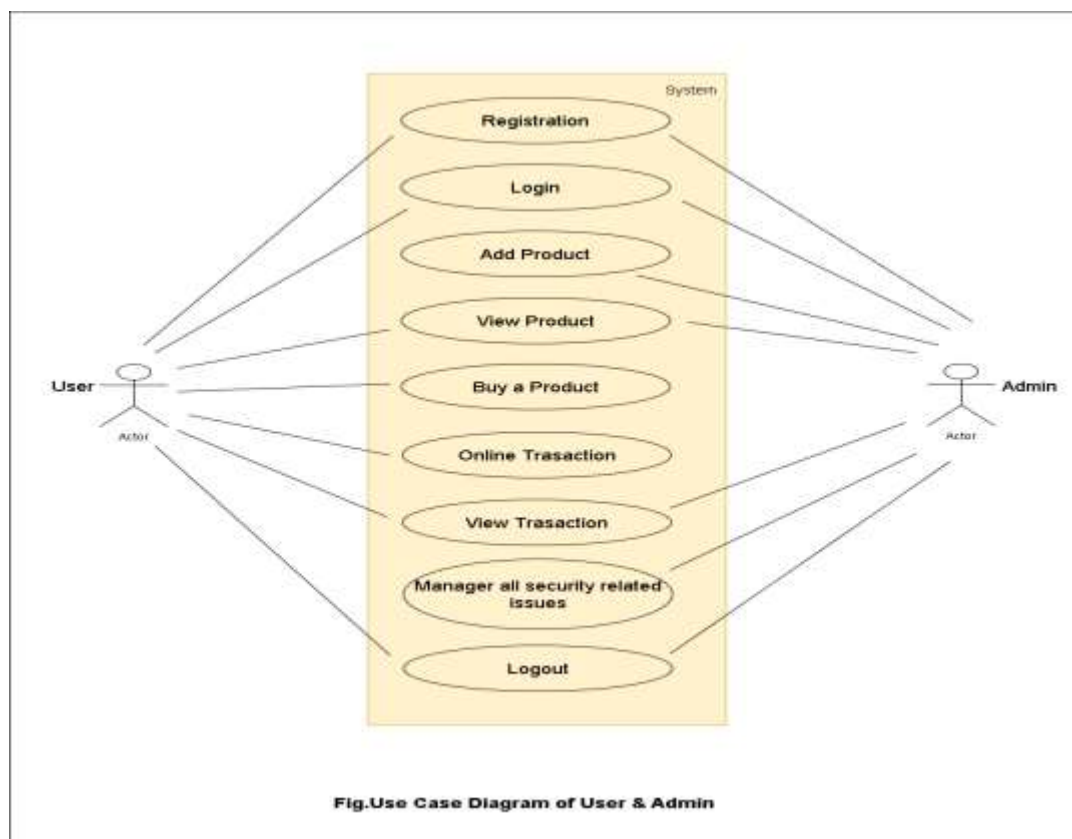 System
Registration
Login
Add Product
View Product
Buy a Product
User
Actor
Admin
Actor
Online Trasaction
View Trasaction
Manager all security related
issues
Logout
Fig.Use Case Diagram of User & Admin